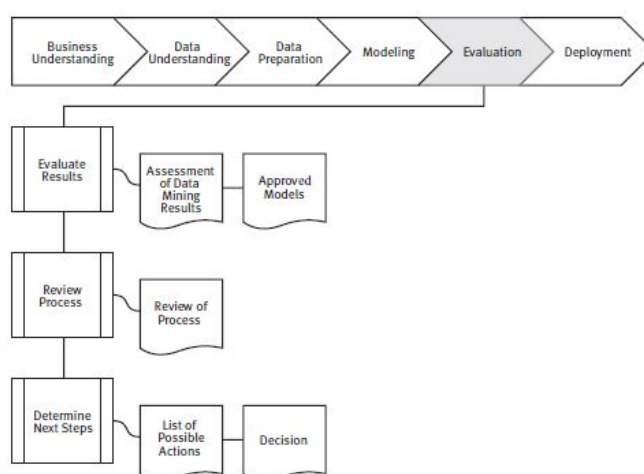 Business
Understanding
Data
Understanding
Data
Preparation
Modeling
Evaluation
Deployment
Evaluate
Results
Assessment
of Data
Mining
Results
Approved
Models
Review
Process
Review of
Process
Determine
Next Steps
List of
Possible
Actions
Decision